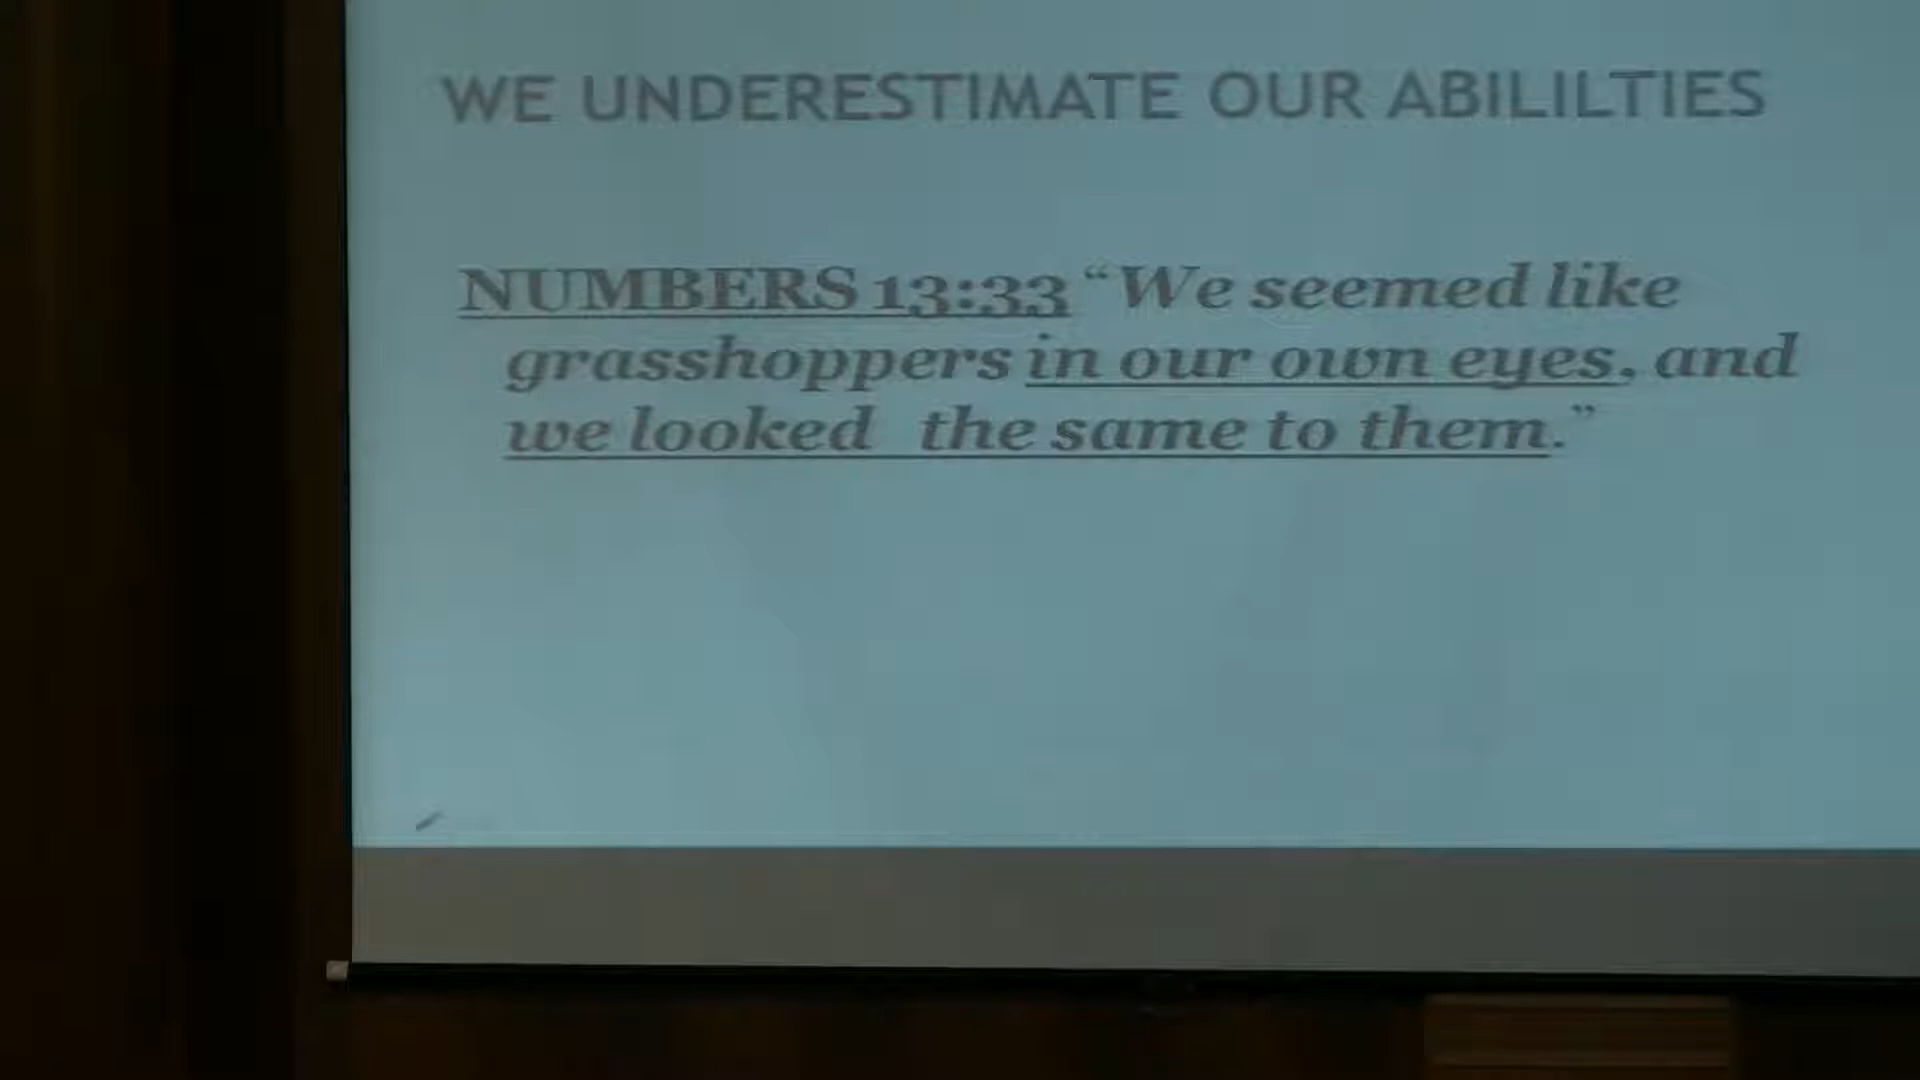 WE UNDERESTIMATE OUR ABILILTIES
NUMBERS 13:33 “We seemed like
grasshoppers in our own eyes, and
we looked the same to them.”